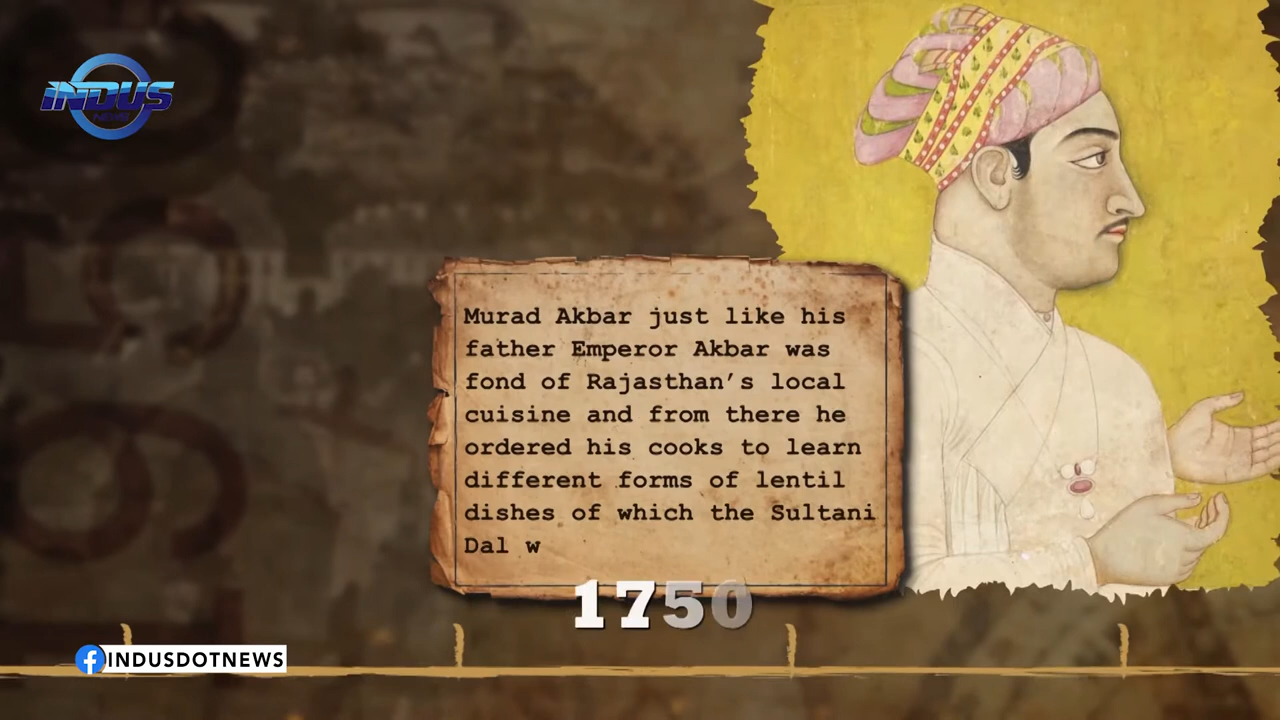 INDUS
NEWS
Murad Akbar just like his
father Emperor Akbar was
fond of Rajasthan’s local
cuisine and from there he
ordered his cooks to learn
different forms of lentil
dishes of which the Sultani
Dal w
1750
INDUSDOTNEWS